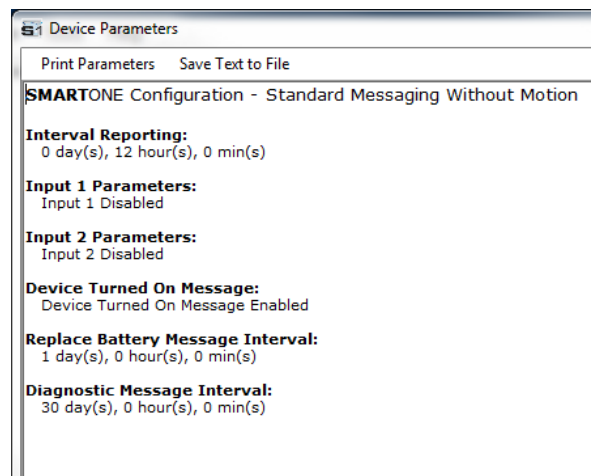 S1 Device Parameters
Print Parameters Save Text to File
SMARTONE Configuration - Standard Messaging Without Motion
Interval Reporting:
0 day(s), 12 hour(s), 0 min(s)
Input 1 Parameters:
Input 1 Disabled
Input 2 Parameters:
Input 2 Disabled
Device Turned On Message:
Device Turned On Message Enabled
Replace Battery Message Interval:
1 day(s), 0 hour(s), 0 min(s)
Diagnostic Message Interval:
30 day(s), 0 hour(s), 0 min(s)